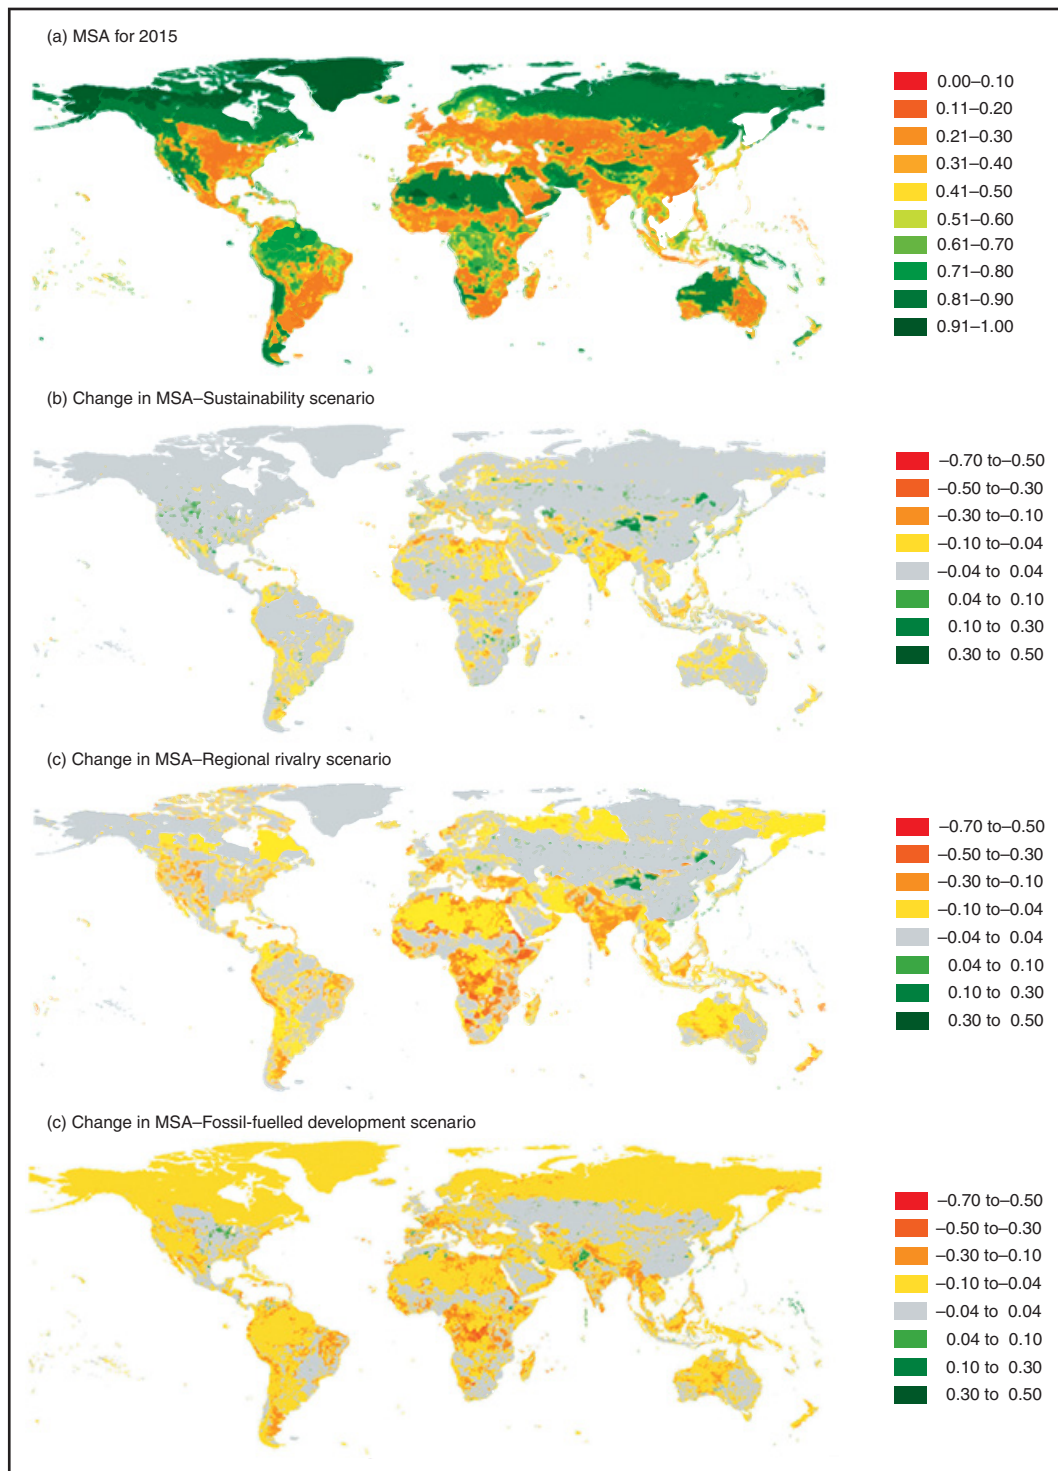 (a) MSA for 2015
0.00–0.10
0.11–0.20
0.21–0.30
0.31–0.40
0.41–0.50
0.51–0.60
0.61–0.70
0.71–0.80
0.81–0.90
0.91–1.00
(b) Change in MSA–Sustainability scenario
–0.70 to–0.50
–0.50 to–0.30
–0.30 to–0.10
–0.10 to–0.04
–0.04 to 0.04
0.04 to 0.10
0.10 to 0.30
0.30 to 0.50
(c) Change in MSA–Regional rivalry scenario
–0.70 to–0.50
–0.50 to–0.30
–0.30 to–0.10
–0.10 to–0.04
–0.04 to 0.04
0.04 to 0.10
0.10 to 0.30
0.30 to 0.50
(c) Change in MSA–Fossil-fuelled development scenario
–0.70 to–0.50
–0.50 to–0.30
–0.30 to–0.10
–0.10 to–0.04
–0.04 to 0.04
0.04 to 0.10
0.10 to 0.30
0.30 to 0.50